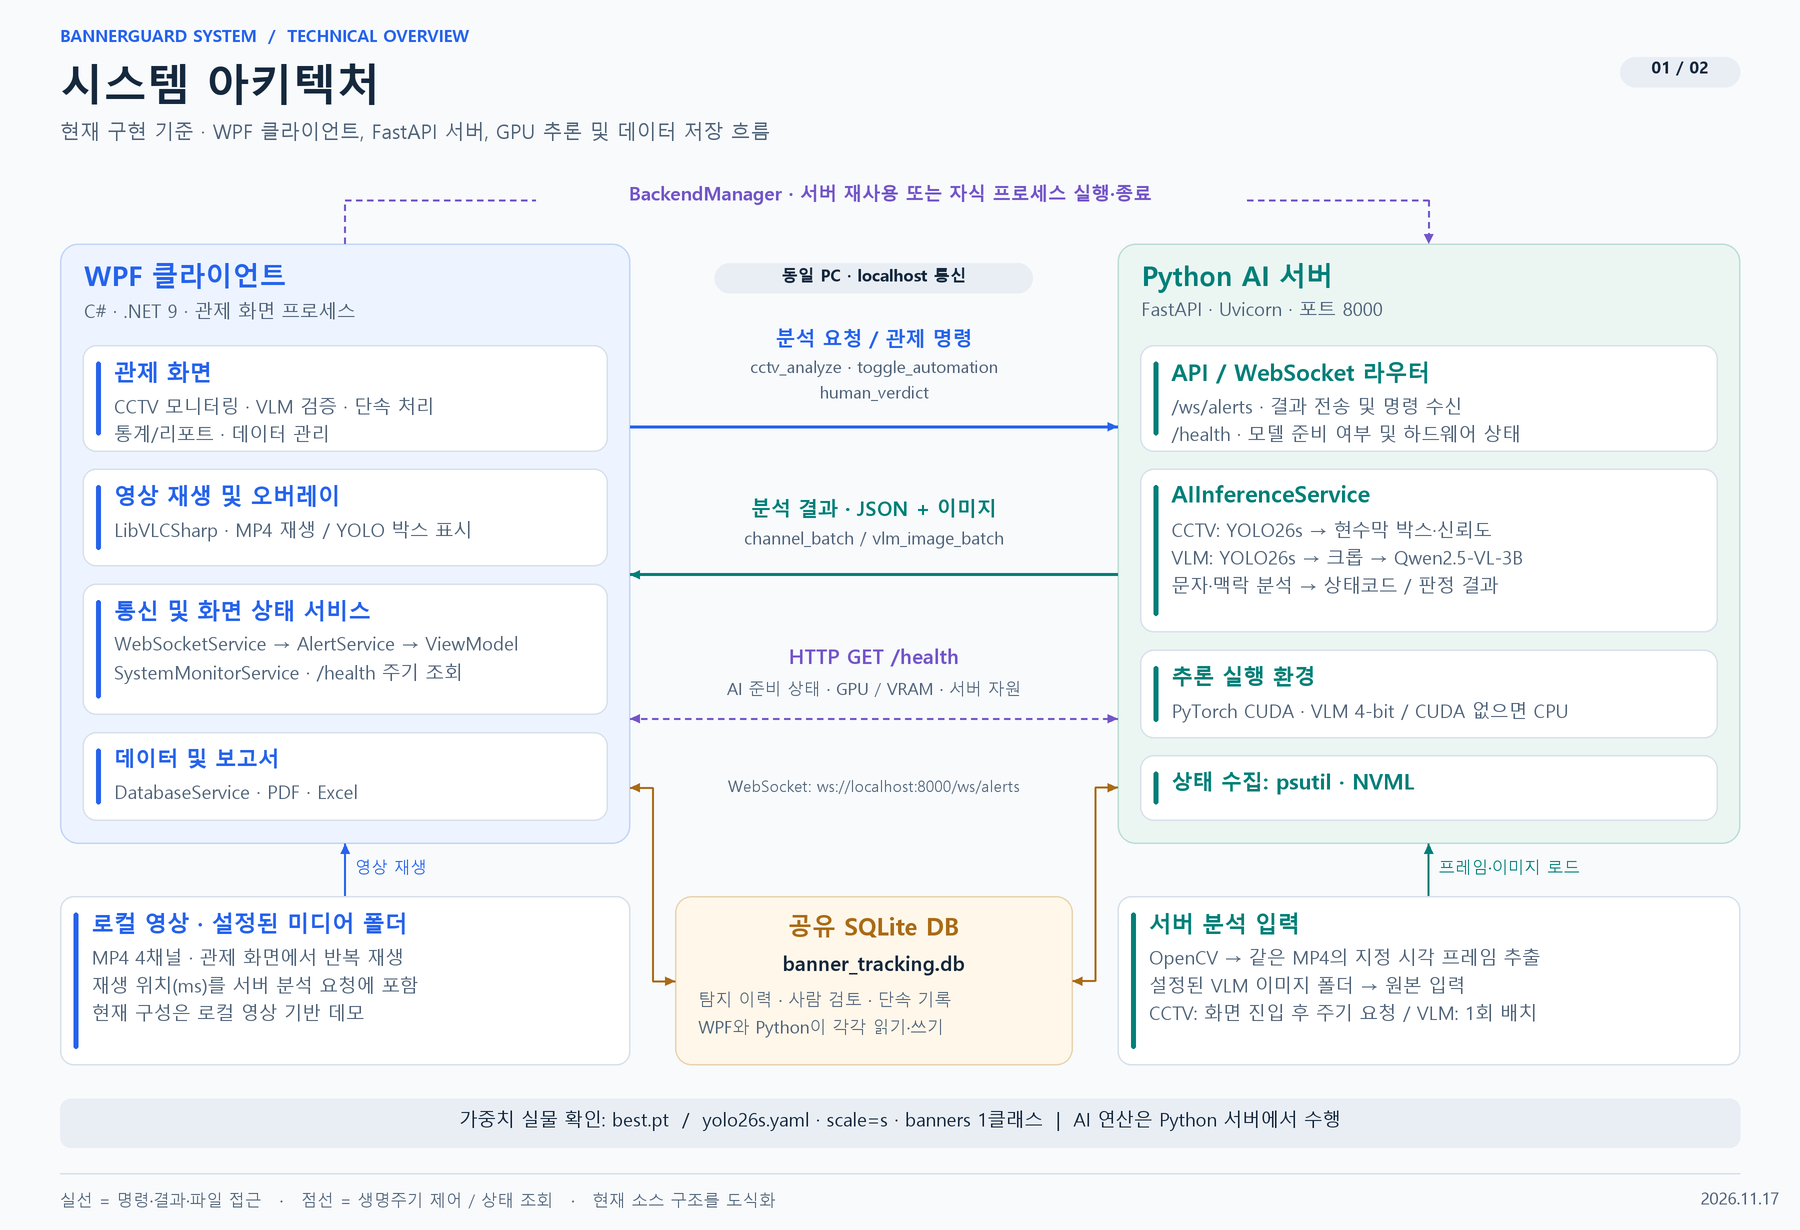 BANNERGUARD SYSTEM / TECHNICAL OVERVIEW
시스템 아키텍처
01 / 02
현재 구현 기준 · WPF 클라이언트, FastAPI 서버, GPU 추론 및 데이터 저장 흐름
BackendManager · 서버 재사용 또는 자식 프로세스 실행·종료
WPF 클라이언트
C# · .NET 9 · 관제 화면 프로세스
관제 화면
CCTV 모니터링 · VLM 검증 · 단속 처리
통계/리포트 · 데이터 관리
영상 재생 및 오버레이
LibVLCSharp · MP4 재생 / YOLO 박스 표시
통신 및 화면 상태 서비스
WebSocketService → AlertService → ViewModel
SystemMonitorService · /health 주기 조회
데이터 및 보고서
DatabaseService · PDF · Excel
동일 PC · localhost 통신
분석 요청 / 관제 명령
cctv_analyze · toggle_automation
human_verdict
분석 결과 · JSON + 이미지
channel_batch / vlm_image_batch
HTTP GET /health
AI 준비 상태 · GPU / VRAM · 서버 자원
WebSocket: ws://localhost:8000/ws/alerts
Python AI 서버
FastAPI · Uvicorn · 포트 8000
API / WebSocket 라우터
/ws/alerts · 결과 전송 및 명령 수신
/health · 모델 준비 여부 및 하드웨어 상태
AIInferenceService
CCTV: YOLO26s → 현수막 박스·신뢰도
VLM: YOLO26s → 크롭 → Qwen2.5-VL-3B
문자·맥락 분석 → 상태코드 / 판정 결과
추론 실행 환경
PyTorch CUDA · VLM 4-bit / CUDA 없으면 CPU
상태 수집: psutil · NVML
영상 재생
프레임·이미지 로드
로컬 영상 · 설정된 미디어 폴더
MP4 4채널 · 관제 화면에서 반복 재생
재생 위치(ms)를 서버 분석 요청에 포함
현재 구성은 로컬 영상 기반 데모
공유 SQLite DB
banner_tracking.db
탐지 이력 · 사람 검토 · 단속 기록
WPF와 Python이 각각 읽기·쓰기
서버 분석 입력
OpenCV → 같은 MP4의 지정 시각 프레임 추출
설정된 VLM 이미지 폴더 → 원본 입력
CCTV: 화면 진입 후 주기 요청 / VLM: 1회 배치
가중치 실물 확인: best.pt / yolo26s.yaml · scale=s · banners 1클래스 | AI 연산은 Python 서버에서 수행
실선 = 명령·결과·파일 접근 · 점선 = 생명주기 제어 / 상태 조회 · 현재 소스 구조를 도식화
2026.11.17